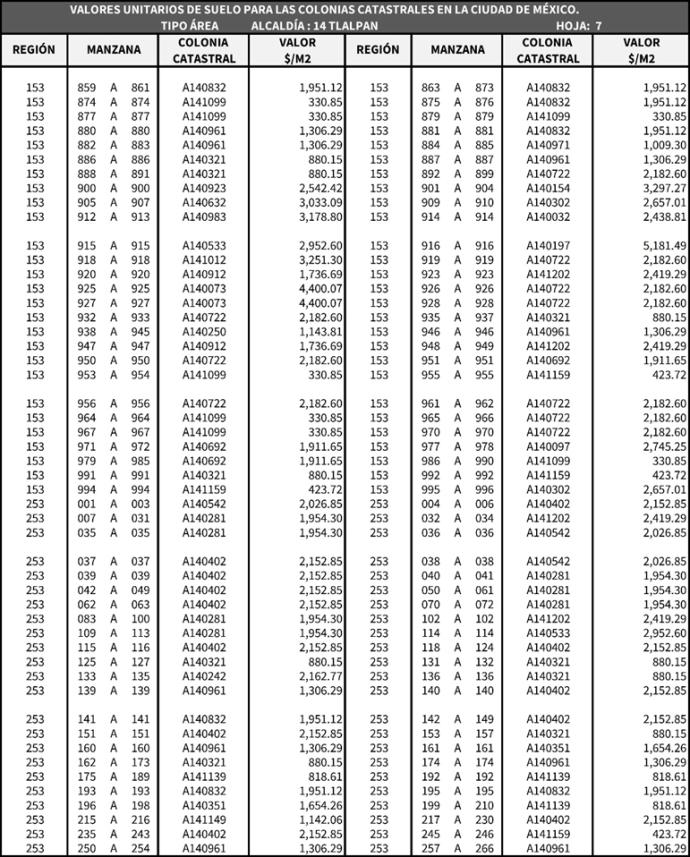 VALORES UNITARIOS DE SUELO PARA LAS COLONIAS CATASTRALES EN LA CIUDAD DE MÉXICO.
TIPO ÁREA ALCALDÍA : 14 TLALPAN HOJA: 7
REGIÓN MANZANA COLONIA CATASTRAL VALOR $/M2 REGIÓN MANZANA COLONIA CATASTRAL VALOR $/M2
153 859 A 861 A140832 1,951.12 153 863 A 873 A140832 1,951.12
153 874 A 874 A141099 330.85 153 875 A 876 A140832 1,951.12
153 877 A 877 A141099 330.85 153 879 A 879 A141099 330.85
153 880 A 880 A140961 1,306.29 153 881 A 881 A140832 1,951.12
153 882 A 883 A140961 1,306.29 153 884 A 885 A140971 1,009.30
153 886 A 886 A140321 880.15 153 887 A 887 A140961 1,306.29
153 888 A 891 A140321 880.15 153 892 A 899 A140722 2,182.60
153 900 A 900 A140923 2,542.42 153 901 A 904 A140154 3,297.27
153 905 A 907 A140632 3,033.09 153 909 A 910 A140302 2,657.01
153 912 A 913 A140983 3,178.80 153 914 A 914 A140032 2,438.81
153 915 A 915 A140533 2,952.60 153 916 A 916 A140197 5,181.49
153 918 A 918 A141012 3,251.30 153 919 A 919 A140722 2,182.60
153 920 A 920 A140912 1,736.69 153 923 A 923 A141202 2,419.29
153 925 A 925 A140073 4,400.07 153 926 A 926 A140722 2,182.60
153 927 A 927 A140073 4,400.07 153 928 A 928 A140722 2,182.60
153 932 A 933 A140722 2,182.60 153 935 A 937 A140321 880.15
153 938 A 945 A140250 1,143.81 153 946 A 946 A140961 1,306.29
153 947 A 947 A140912 1,736.69 153 948 A 949 A141202 2,419.29
153 950 A 950 A140722 2,182.60 153 951 A 951 A140692 1,911.65
153 953 A 954 A141099 330.85 153 955 A 955 A141159 423.72
153 956 A 956 A140722 2,182.60 153 961 A 962 A140722 2,182.60
153 964 A 964 A141099 330.85 153 965 A 966 A140722 2,182.60
153 967 A 967 A141099 330.85 153 970 A 970 A140722 2,182.60
153 971 A 972 A140692 1,911.65 153 977 A 978 A140097 2,745.25
153 979 A 985 A140692 1,911.65 153 986 A 990 A141099 330.85
153 991 A 991 A140321 880.15 153 992 A 992 A141159 423.72
153 994 A 994 A141159 423.72 153 995 A 996 A140302 2,657.01
253 001 A 003 A140542 2,026.85 253 004 A 006 A140402 2,152.85
253 007 A 031 A140281 1,954.30 253 032 A 034 A141202 2,419.29
253 035 A 035 A140281 1,954.30 253 036 A 036 A140542 2,026.85
253 037 A 037 A140402 2,152.85 253 038 A 038 A140542 2,026.85
253 039 A 039 A140402 2,152.85 253 040 A 041 A140281 1,954.30
253 042 A 049 A140402 2,152.85 253 050 A 061 A140281 1,954.30
253 062 A 063 A140402 2,152.85 253 070 A 072 A140281 1,954.30
253 083 A 100 A140281 1,954.30 253 102 A 102 A141202 2,419.29
253 109 A 113 A140281 1,954.30 253 114 A 114 A140533 2,952.60
253 115 A 116 A140402 2,152.85 253 118 A 124 A140402 2,152.85
253 125 A 127 A140321 880.15 253 131 A 132 A140321 880.15
253 133 A 135 A140242 2,162.77 253 136 A 136 A140321 880.15
253 139 A 139 A140961 1,306.29 253 140 A 140 A140402 2,152.85
253 141 A 141 A140832 1,951.12 253 142 A 149 A140402 2,152.85
253 151 A 151 A140402 2,152.85 253 153 A 157 A140321 880.15
253 160 A 160 A140961 1,306.29 253 161 A 161 A140351 1,654.26
253 162 A 173 A140321 880.15 253 174 A 174 A140961 1,306.29
253 175 A 189 A141139 818.61 253 192 A 192 A141139 818.61
253 193 A 193 A140832 1,951.12 253 195 A 195 A140832 1,951.12
253 196 A 198 A140351 1,654.26 253 199 A 210 A141139 818.61
253 215 A 216 A141149 1,142.06 253 217 A 230 A140402 2,152.85
253 235 A 243 A140402 2,152.85 253 245 A 246 A141159 423.72
253 250 A 254 A140961 1,306.29 253 257 A 266 A140961 1,306.29